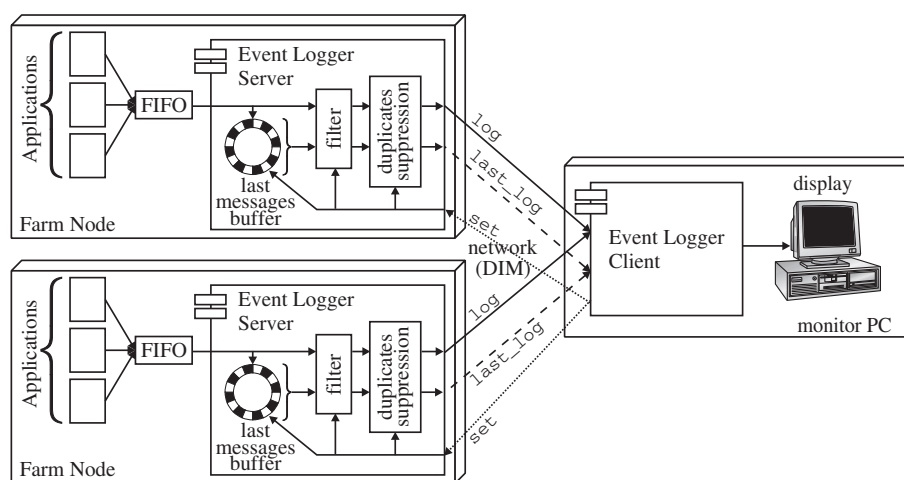 Applications
FIFO
Event Logger
Server
filter
duplicates
suppression
last
messages
buffer
Farm Node
log
last_log
set
network
(DIM)
Event Logger
Client
display
monitor PC
Applications
FIFO
Event Logger
Server
filter
duplicates
suppression
last
messages
buffer
Farm Node
log
last_log
set